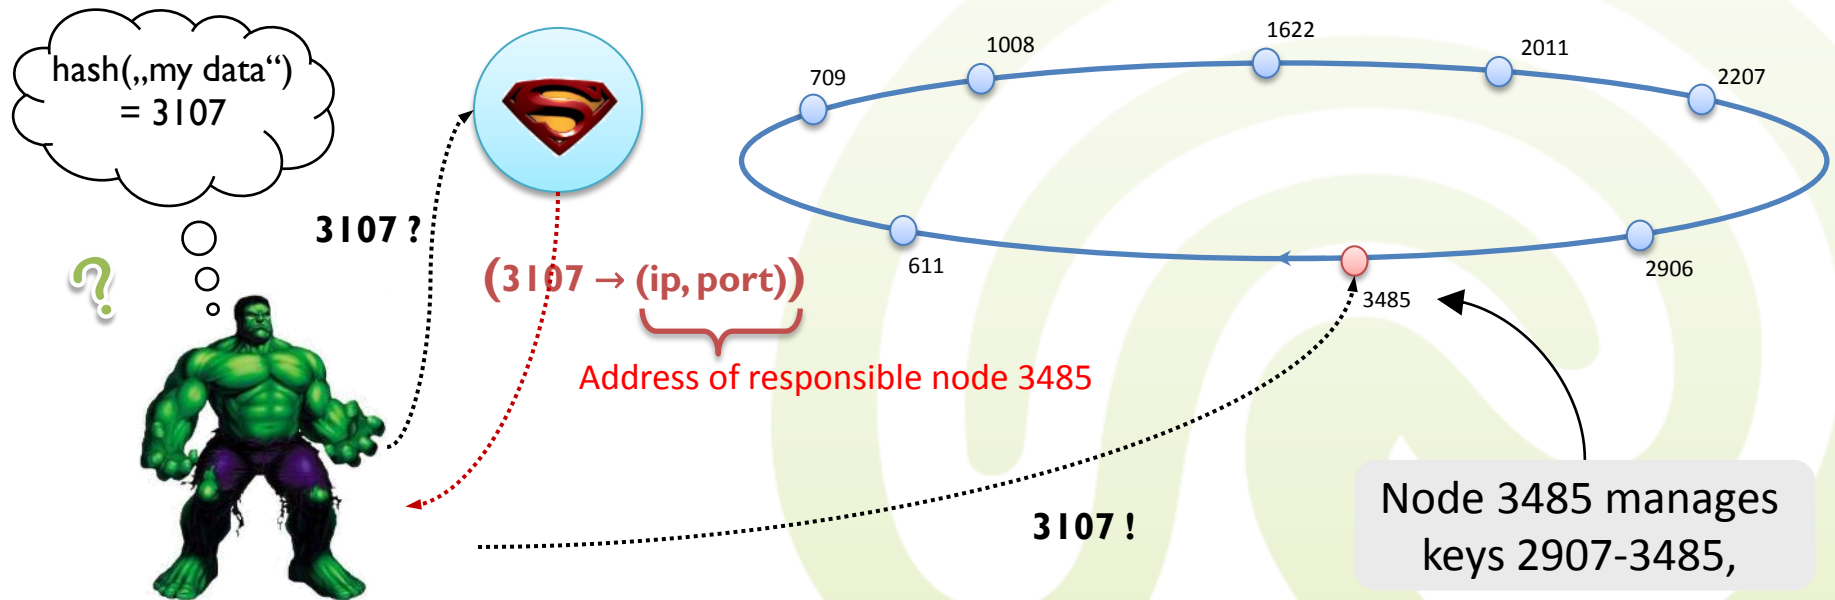 hash(„my data“)
= 3107
3107 ?
(3107 → (ip, port))
Address of responsible node 3485
709
1008
1622
2011
2207
611
3485
2906
3107 !
Node 3485 manages
keys 2907-3485,
?
S